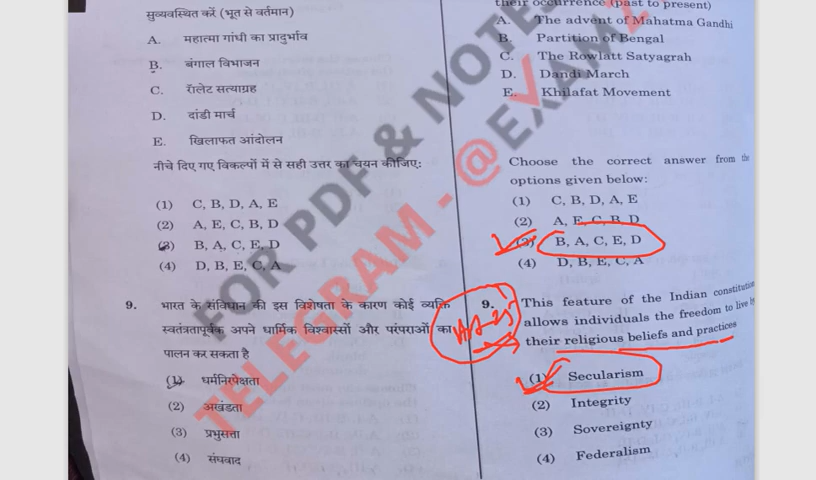 सुव्यवस्थित करें (भूत से वर्तमान)
A. महात्मा गांधी का प्रादुर्भाव
B. बंगाल विभाजन
C. रॉलेट सत्याग्रह
D. दांडी मार्च
E. खिलाफत आंदोलन
नीचे दिए गए विकल्पों में से सही उत्तर का चयन कीजिए:
(1) C, B, D, A, E
(2) A, E, C, B, D
(3) B, A, C, E, D
(4) D, B, E, C, A
9. भारत के संविधान की इस विशेषता के कारण कोई व्यक्ति
स्वतंत्रतापूर्वक अपने धार्मिक विश्वासों और परंपराओं का
पालन कर सकता है
(1) धर्मनिरपेक्षता
(2) अखंडता
(3) प्रभुसत्ता
(4) संघवाद
their occurrence (past to present)
A. The advent of Mahatma Gandhi
B. Partition of Bengal
C. The Rowlatt Satyagrah
D. Dandi March
E. Khilafat Movement
Choose the correct answer from the
options given below:
(1) C, B, D, A, E
(2) A, E, C, B, D
(3) B, A, C, E, D
(4) D, B, E, C, A
9. This feature of the Indian constitution
allows individuals the freedom to live by
their religious beliefs and practices
(1) Secularism
(2) Integrity
(3) Sovereignty
(4) Federalism
FOR PDF & NOTES
TELEGRAM - @EXAMZ